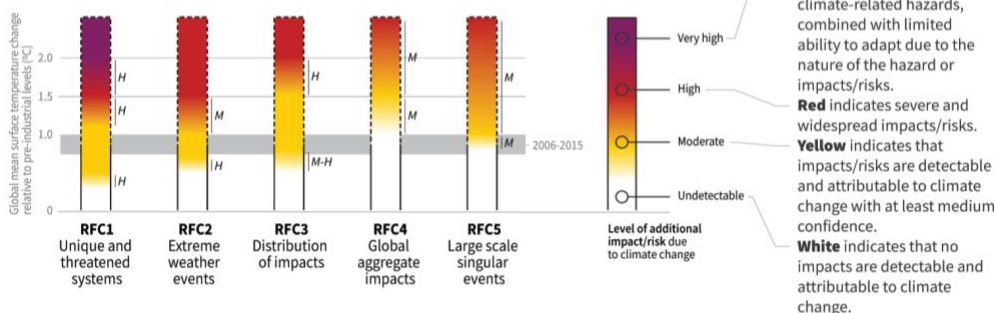 Global mean surface temperature change
relative to pre-industrial levels (°C)
2.0
1.5
1.0
0
H
H
H
M
H
H
M-H
M
M
M
M
2006-2015
RFC1
Unique and
threatened
systems
RFC2
Extreme
weather
events
RFC3
Distribution
of impacts
RFC4
Global
aggregate
impacts
RFC5
Large scale
singular
events
Very high
High
Moderate
Undetectable
Level of additional
impact/risk due
to climate change
climate-related hazards,
combined with limited
ability to adapt due to the
nature of the hazard or
impacts/risks.
Red indicates severe and
widespread impacts/risks.
Yellow indicates that
impacts/risks are detectable
and attributable to climate
change with at least medium
confidence.
White indicates that no
impacts are detectable and
attributable to climate
change.